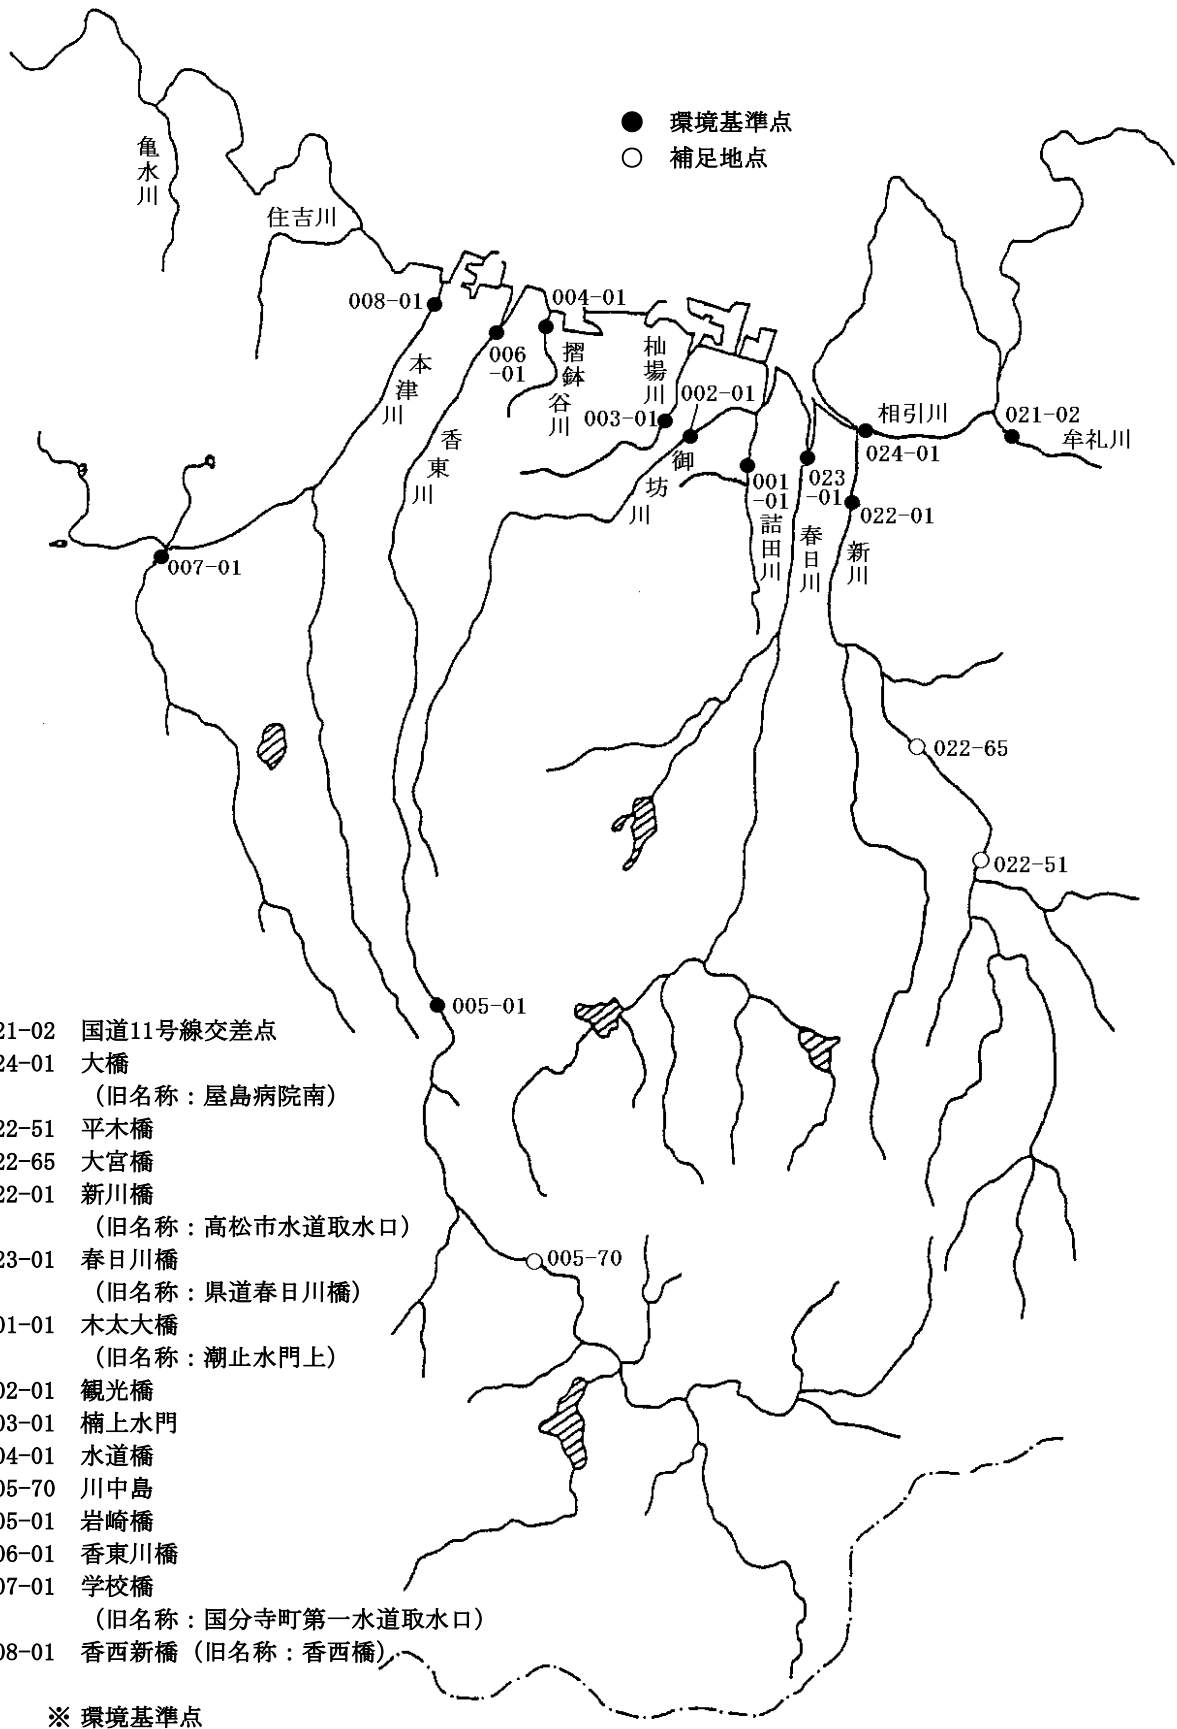 ● 環境基準点
○ 補足地点
亀水川
住吉川
008-01
004-01
006
-01
摺鉢谷川
杣場川
002-01
本津川
003-01
相引川
021-02
牟礼川
024-01
香東川
御坊川
001
-01
023
-01
022-01
詰田川
春日川
新川
007-01
022-65
022-51
005-01
005-70
21-02 国道11号線交差点
24-01 大橋
(旧名称:屋島病院南)
22-51 平木橋
22-65 大宮橋
22-01 新川橋
(旧名称:高松市水道取水口)
23-01 春日川橋
(旧名称:県道春日川橋)
01-01 木太大橋
(旧名称:潮止水門上)
02-01 観光橋
03-01 楠上水門
04-01 水道橋
05-70 川中島
05-01 岩崎橋
06-01 香東川橋
07-01 学校橋
(旧名称:国分寺町第一水道取水口)
08-01 香西新橋(旧名称:香西橋)
※ 環境基準点